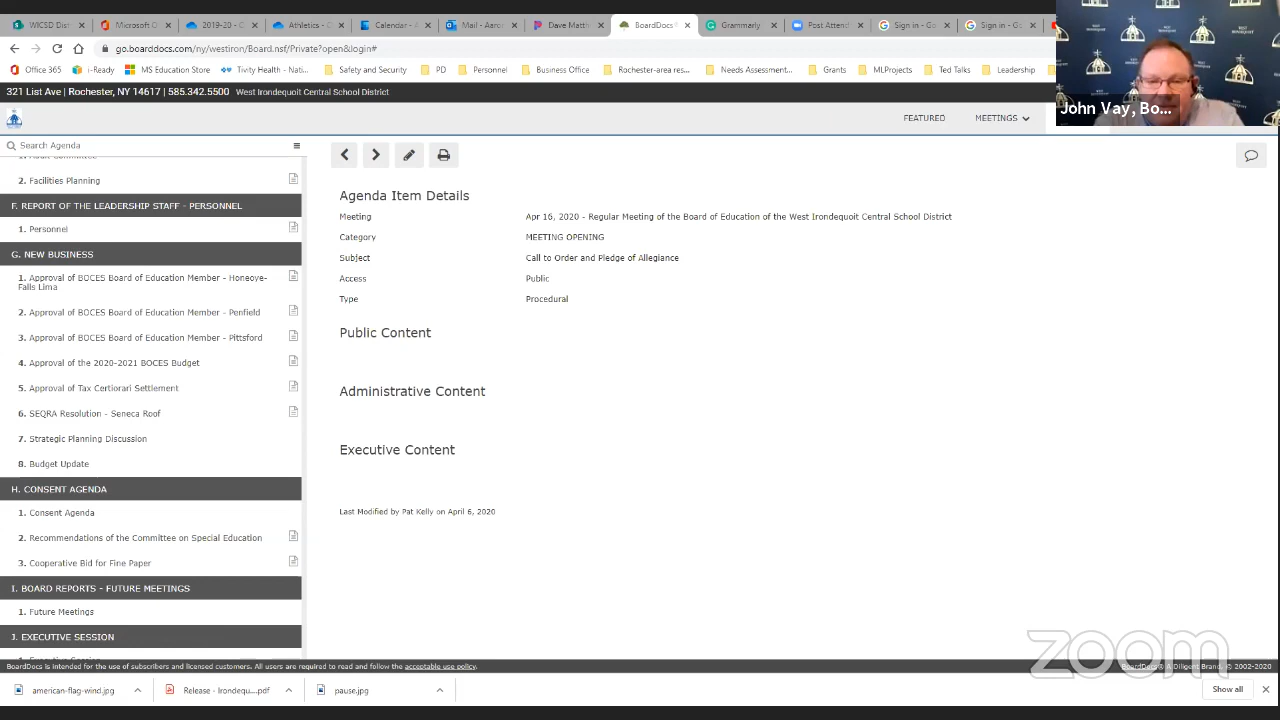 WICSD Dis
Microsoft O
2019-20 - C
Athletics - C
Calendar - A
Mail - Aaro
Dave Matth
BoardDocs
Grammarly
Post Attend
Sign in - Go
Sign in - Go
go.boarddocs.com/ny/westiron/Board.nsf/Private?open&login#
Office 365
i-Ready
MS Education Store
Tivity Health - Nati...
Safety and Security
PD
Personnel
Business Office
Rochester-area res...
Needs Assessment...
Grants
MLProjects
Ted Talks
Leadership
John Vay, Bo...
321 List Ave | Rochester, NY 14617 | 585.342.5500 West Irondequoit Central School District
FEATURED
MEETINGS
Search Agenda
2. Facilities Planning
F. REPORT OF THE LEADERSHIP STAFF - PERSONNEL
1. Personnel
G. NEW BUSINESS
1. Approval of BOCES Board of Education Member - Honeoye-
Falls Lima
2. Approval of BOCES Board of Education Member - Penfield
3. Approval of BOCES Board of Education Member - Pittsford
4. Approval of the 2020-2021 BOCES Budget
5. Approval of Tax Certiorari Settlement
6. SEQRA Resolution - Seneca Roof
7. Strategic Planning Discussion
8. Budget Update
H. CONSENT AGENDA
1. Consent Agenda
2. Recommendations of the Committee on Special Education
3. Cooperative Bid for Fine Paper
I. BOARD REPORTS - FUTURE MEETINGS
1. Future Meetings
J. EXECUTIVE SESSION
Agenda Item Details
Meeting Apr 16, 2020 - Regular Meeting of the Board of Education of the West Irondequoit Central School District
Category MEETING OPENING
Subject Call to Order and Pledge of Allegiance
Access Public
Type Procedural
Public Content
Administrative Content
Executive Content
Last Modified by Pat Kelly on April 6, 2020
zoom
BoardDocs is intended for the use of subscribers and licensed customers. All users are required to read and follow the acceptable use policy.
BoardDocs® A Diligent Brand. © 2002-2020
american-flag-wind.jpg
Release - Irondequ....pdf
pause.jpg
Show all